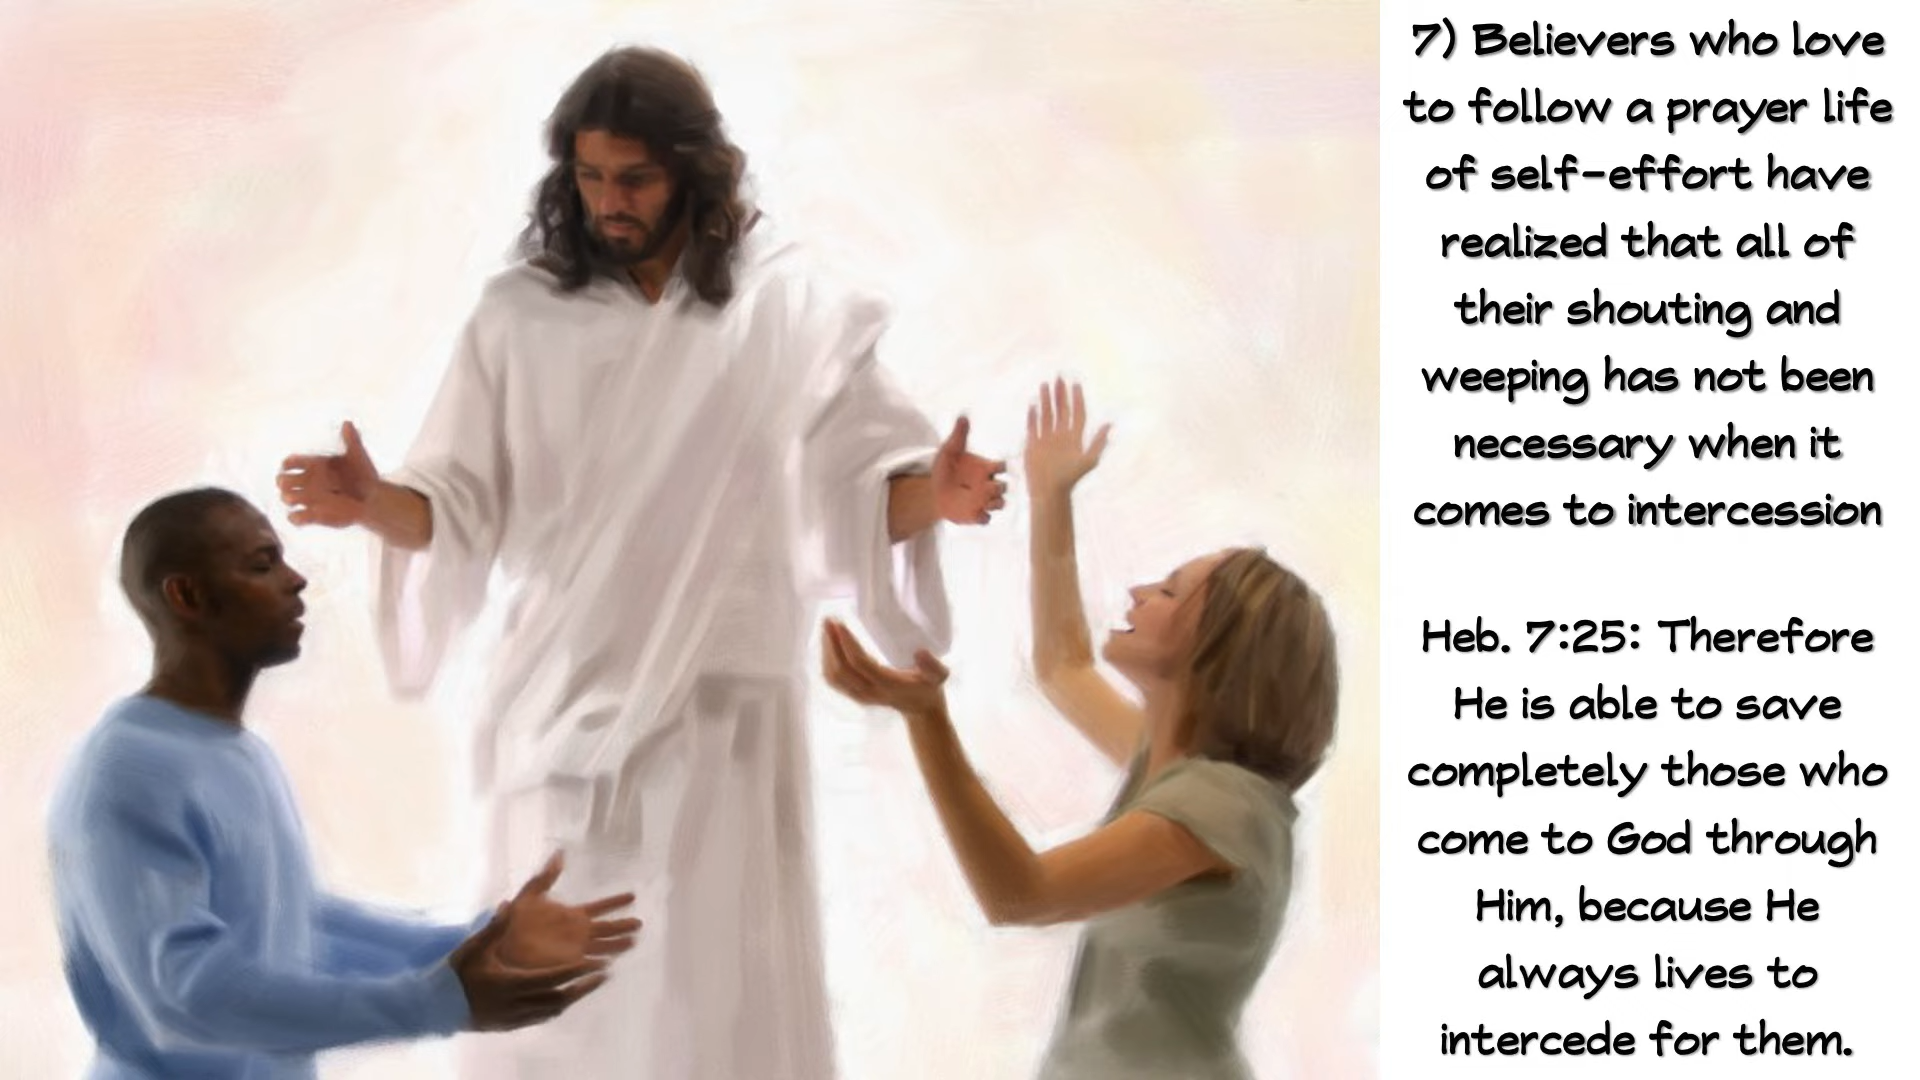 7) Believers who love
to follow a prayer life
of self-effort have
realized that all of
their shouting and
weeping has not been
necessary when it
comes to intercession
Heb. 7:25: Therefore
He is able to save
completely those who
come to God through
Him, because He
always lives to
intercede for them.